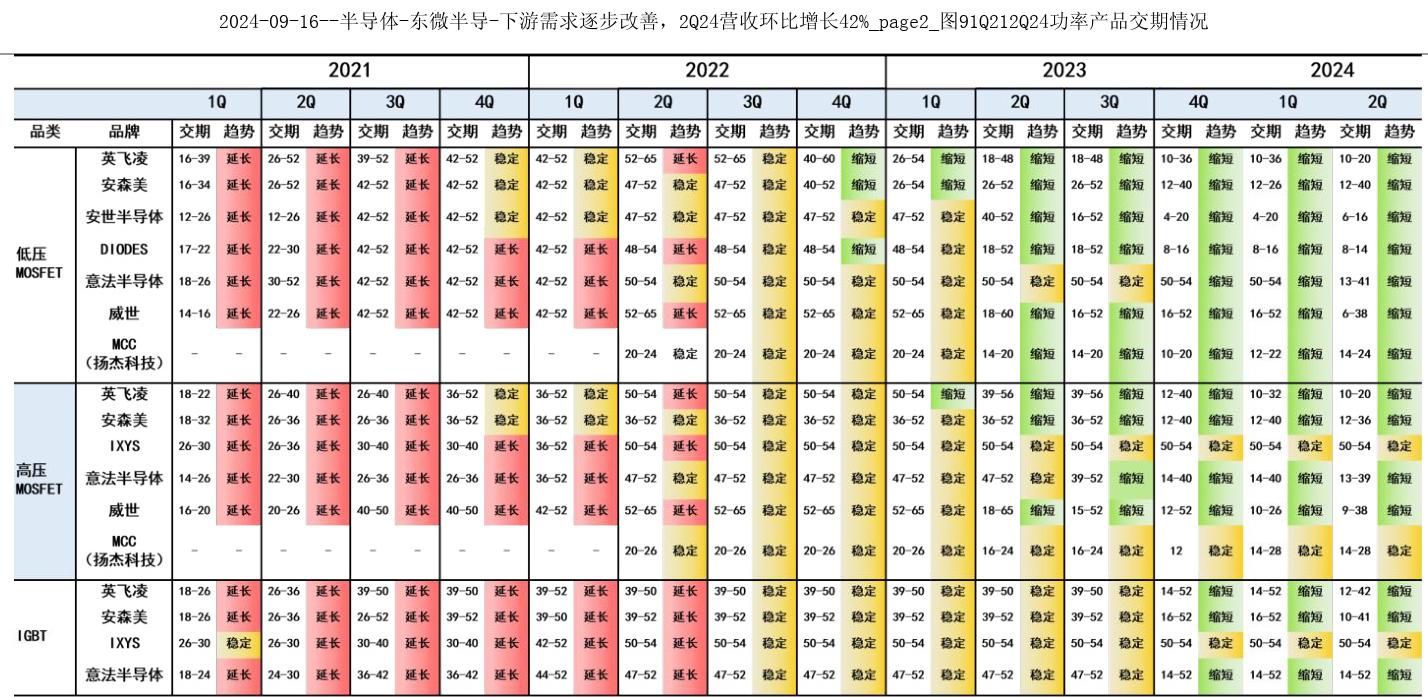 2024-09-16--半导体-东微半导-下游需求逐步改善，2Q24营收环比增长42%_page2_图91Q212Q24功率产品交期情况
2021 2022 2023 2024
1Q 2Q 3Q 4Q 1Q 2Q 3Q 4Q 1Q 2Q 3Q 4Q 1Q 2Q
品类 品牌 交期 趋势 交期 趋势 交期 趋势 交期 趋势 交期 趋势 交期 趋势 交期 趋势 交期 趋势 交期 趋势 交期 趋势 交期 趋势 交期 趋势 交期 趋势 交期 趋势
低压MOSFET
英飞凌 16-39 延长 26-52 延长 39-52 延长 42-52 稳定 42-52 稳定 52-65 延长 52-65 稳定 40-60 缩短 26-54 缩短 18-48 缩短 18-48 缩短 10-36 缩短 10-36 缩短 10-20 缩短
安森美 16-34 延长 26-52 延长 42-52 延长 42-52 稳定 42-52 稳定 47-52 稳定 47-52 稳定 40-52 缩短 26-54 缩短 26-52 缩短 26-52 缩短 12-40 缩短 12-26 缩短 12-40 缩短
安世半导体 12-26 延长 12-26 延长 42-52 延长 42-52 稳定 42-52 稳定 47-52 稳定 47-52 稳定 47-52 稳定 47-52 稳定 40-52 缩短 16-52 缩短 4-20 缩短 4-20 缩短 6-16 缩短
DIODES 17-22 延长 22-30 延长 42-52 延长 42-52 延长 42-52 延长 48-54 延长 48-54 稳定 48-54 缩短 48-54 稳定 18-52 缩短 18-52 缩短 8-16 缩短 8-16 缩短 8-14 缩短
意法半导体 18-26 延长 30-52 延长 42-52 延长 42-52 延长 42-52 延长 50-54 稳定 50-54 稳定 50-54 稳定 50-54 稳定 50-54 稳定 50-54 稳定 50-54 缩短 50-54 缩短 13-41 缩短
威世 14-16 延长 22-26 延长 42-52 延长 42-52 延长 42-52 延长 52-65 延长 52-65 稳定 52-65 稳定 52-65 稳定 18-60 缩短 16-52 缩短 16-52 缩短 16-52 缩短 6-38 缩短
MCC（扬杰科技） - - - - - - - - - - 20-24 稳定 20-24 稳定 20-24 稳定 20-24 稳定 14-20 缩短 14-20 缩短 10-20 缩短 12-22 缩短 14-24 缩短
高压MOSFET
英飞凌 18-22 延长 26-40 延长 26-40 延长 36-52 稳定 36-52 稳定 50-54 延长 50-54 稳定 50-54 稳定 50-54 缩短 39-56 缩短 39-56 缩短 12-40 缩短 10-32 缩短 10-20 缩短
安森美 18-32 延长 26-36 延长 26-36 延长 36-52 稳定 36-52 稳定 36-52 稳定 36-52 稳定 36-52 稳定 36-52 稳定 36-52 缩短 36-52 缩短 12-40 缩短 12-40 缩短 12-36 缩短
IXYS 26-30 延长 26-36 延长 30-40 延长 30-40 延长 36-52 延长 50-54 延长 50-54 稳定 50-54 稳定 50-54 稳定 50-54 稳定 50-54 稳定 50-54 稳定 50-54 稳定 50-54 稳定
意法半导体 14-26 延长 22-30 延长 26-36 延长 26-36 延长 36-52 延长 47-52 稳定 47-52 稳定 47-52 稳定 47-52 稳定 47-52 稳定 39-52 缩短 14-40 缩短 14-40 缩短 13-39 缩短
威世 16-20 延长 20-26 延长 40-50 延长 40-50 延长 42-52 延长 52-65 延长 52-65 稳定 52-65 稳定 52-65 稳定 18-65 缩短 15-52 缩短 12-52 缩短 10-26 缩短 9-38 缩短
MCC（扬杰科技） - - - - - - - - - - 20-26 稳定 20-26 稳定 20-26 稳定 20-26 稳定 16-24 稳定 16-24 稳定 12 稳定 14-28 稳定 14-28 稳定
IGBT
英飞凌 18-26 延长 26-36 延长 39-50 延长 39-50 延长 39-52 延长 39-50 延长 39-50 稳定 39-50 稳定 39-50 稳定 39-50 稳定 39-50 稳定 14-52 缩短 14-52 缩短 12-42 缩短
安森美 18-26 延长 26-52 延长 39-52 延长 39-52 延长 39-50 延长 39-52 延长 39-52 稳定 39-52 稳定 39-52 稳定 39-52 稳定 39-52 稳定 16-52 缩短 16-52 缩短 10-41 缩短
IXYS 26-30 稳定 26-30 延长 30-40 延长 30-40 延长 42-52 延长 50-54 延长 50-54 稳定 50-54 稳定 50-54 稳定 50-54 稳定 50-54 稳定 50-54 稳定 50-54 稳定 50-54 稳定
意法半导体 18-24 延长 24-30 延长 36-42 延长 36-42 延长 44-52 延长 47-52 延长 47-52 稳定 47-52 稳定 47-52 稳定 47-52 稳定 47-52 稳定 14-52 缩短 14-52 缩短 14-52 缩短